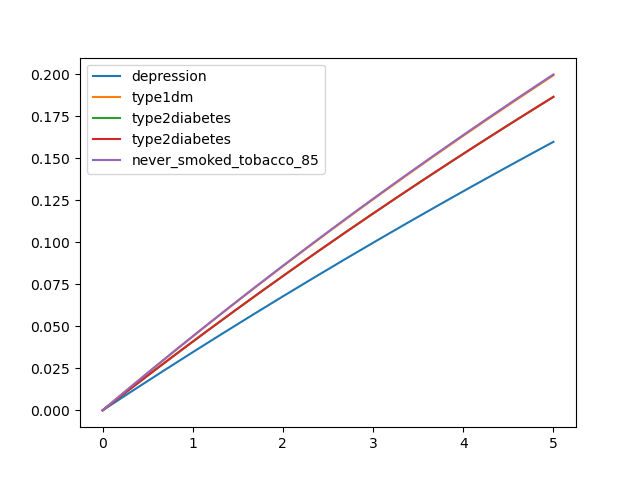 depression
type1dm
type2diabetes
type2diabetes
never_smoked_tobacco_85
0.200
0.175
0.150
0.125
0.100
0.075
0.050
0.025
0.000
0 1 2 3 4 5